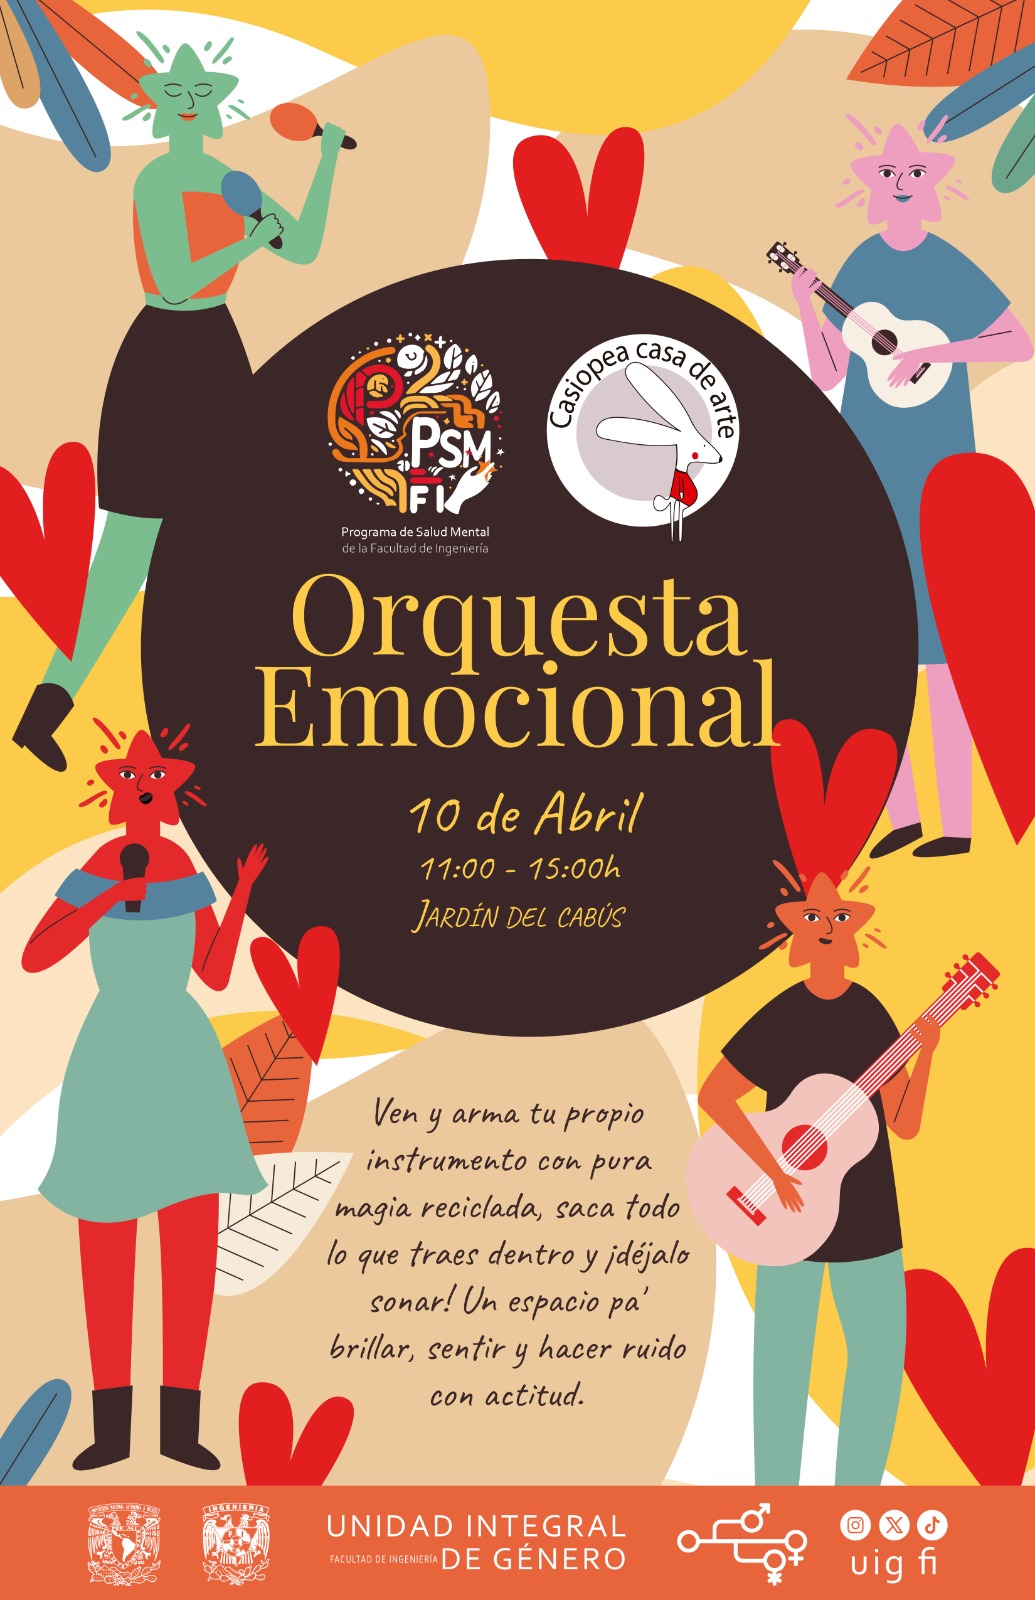 PSM
FI
Programa de Salud Mental
de la Facultad de Ingeniería
Casiopea casa de arte
Orquesta
Emocional
10 de Abril
11:00 - 15:00h
JARDÍN DEL CABÚS
Ven y arma tu propio
instrumento con pura
magia reciclada, saca todo
lo que traes dentro y ¡déjalo
sonar! Un espacio pa'
brillar, sentir y hacer ruido
con actitud.
INGENIERIA
UNIDAD INTEGRAL
FACULTAD DE INGENIERÍA DE GÉNERO
uig fi